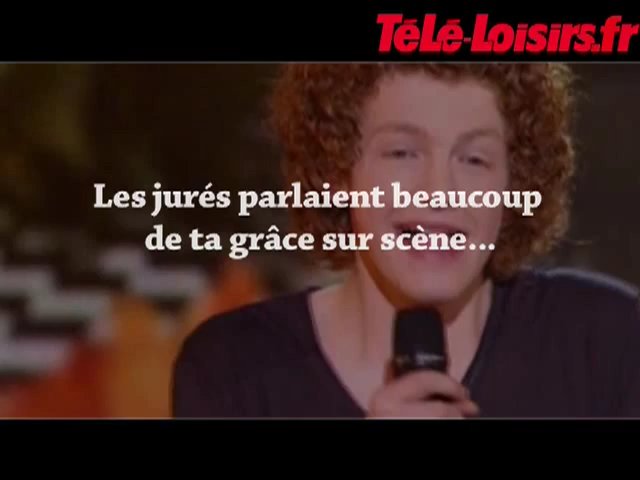 TéLé-Loisirs.fr
Les jurés parlaient beaucoup
de ta grâce sur scène...